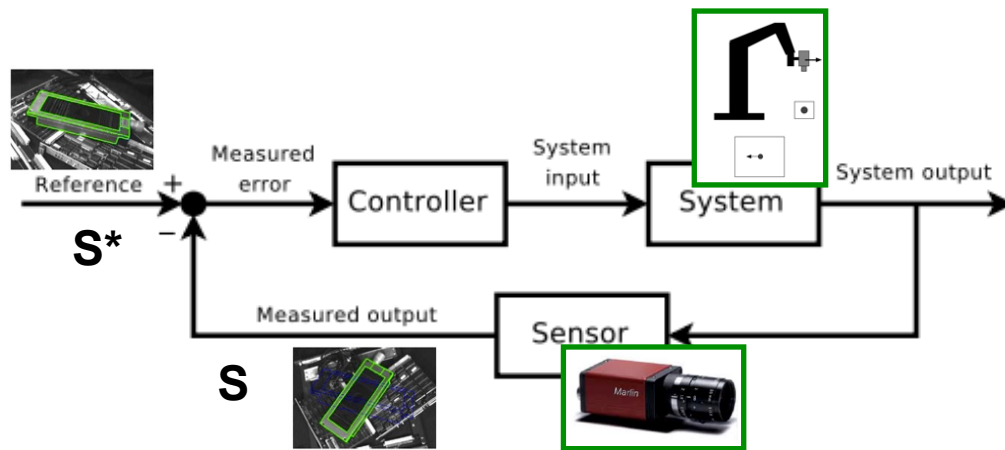 Reference
+
−
S*
Measured
error
Controller
System
input
System
System output
Measured output
S
Sensor
Marlin